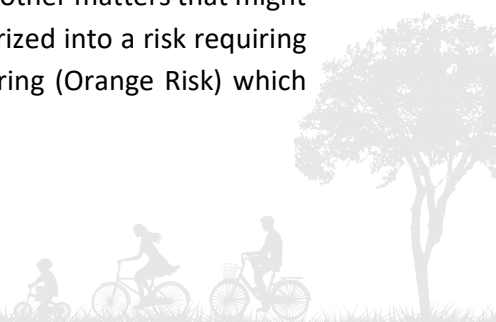 other matters that might
rized into a risk requiring
ring (Orange Risk) which